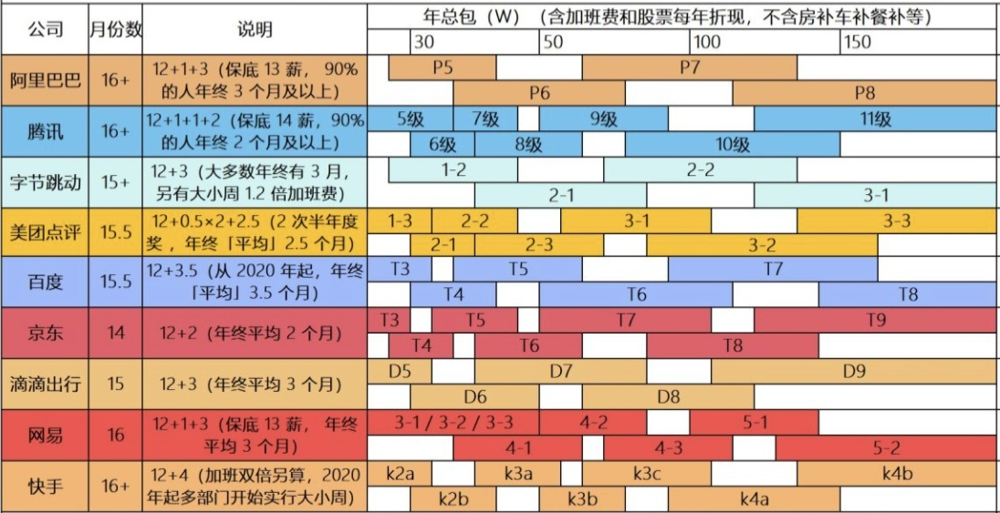 公司 月份数 说明 年总包（W）（含加班费和股票每年折现，不含房补车补餐补等）
30 50 100 150
阿里巴巴 16+ 12+1+3（保底 13 薪， 90%
的人年终 3 个月及以上）
P5 P7
P6 P8
腾讯 16+ 12+1+1+2（保底 14 薪，90%
的人年终 2 个月及以上）
5级 7级 9级 11级
6级 8级 10级
字节跳动 15+ 12+3（大多数年终有 3 月，
另有大小周 1.2 倍加班费）
1-2 2-2
2-1 3-1
美团点评 15.5 12+0.5×2+2.5（2 次半年度
奖 ，年终「平均」2.5 个月）
1-3 2-2 3-1 3-3
2-1 2-3 3-2
百度 15.5 12+3.5（从 2020 年起，年终
「平均」3.5 个月）
T3 T5 T7
T4 T6 T8
京东 14 12+2（年终平均 2 个月）
T3 T5 T7 T9
T4 T6 T8
滴滴出行 15 12+3（年终平均 3 个月）
D5 D7 D9
D6 D8
网易 16 12+1+3（保底 13 薪， 年终
平均 3 个月）
3-1 / 3-2 / 3-3 4-2 5-1
4-1 4-3 5-2
快手 16+ 12+4（加班双倍另算，2020
年起多部门开始实行大小周）
k2a k3a k3c k4b
k2b k3b k4a